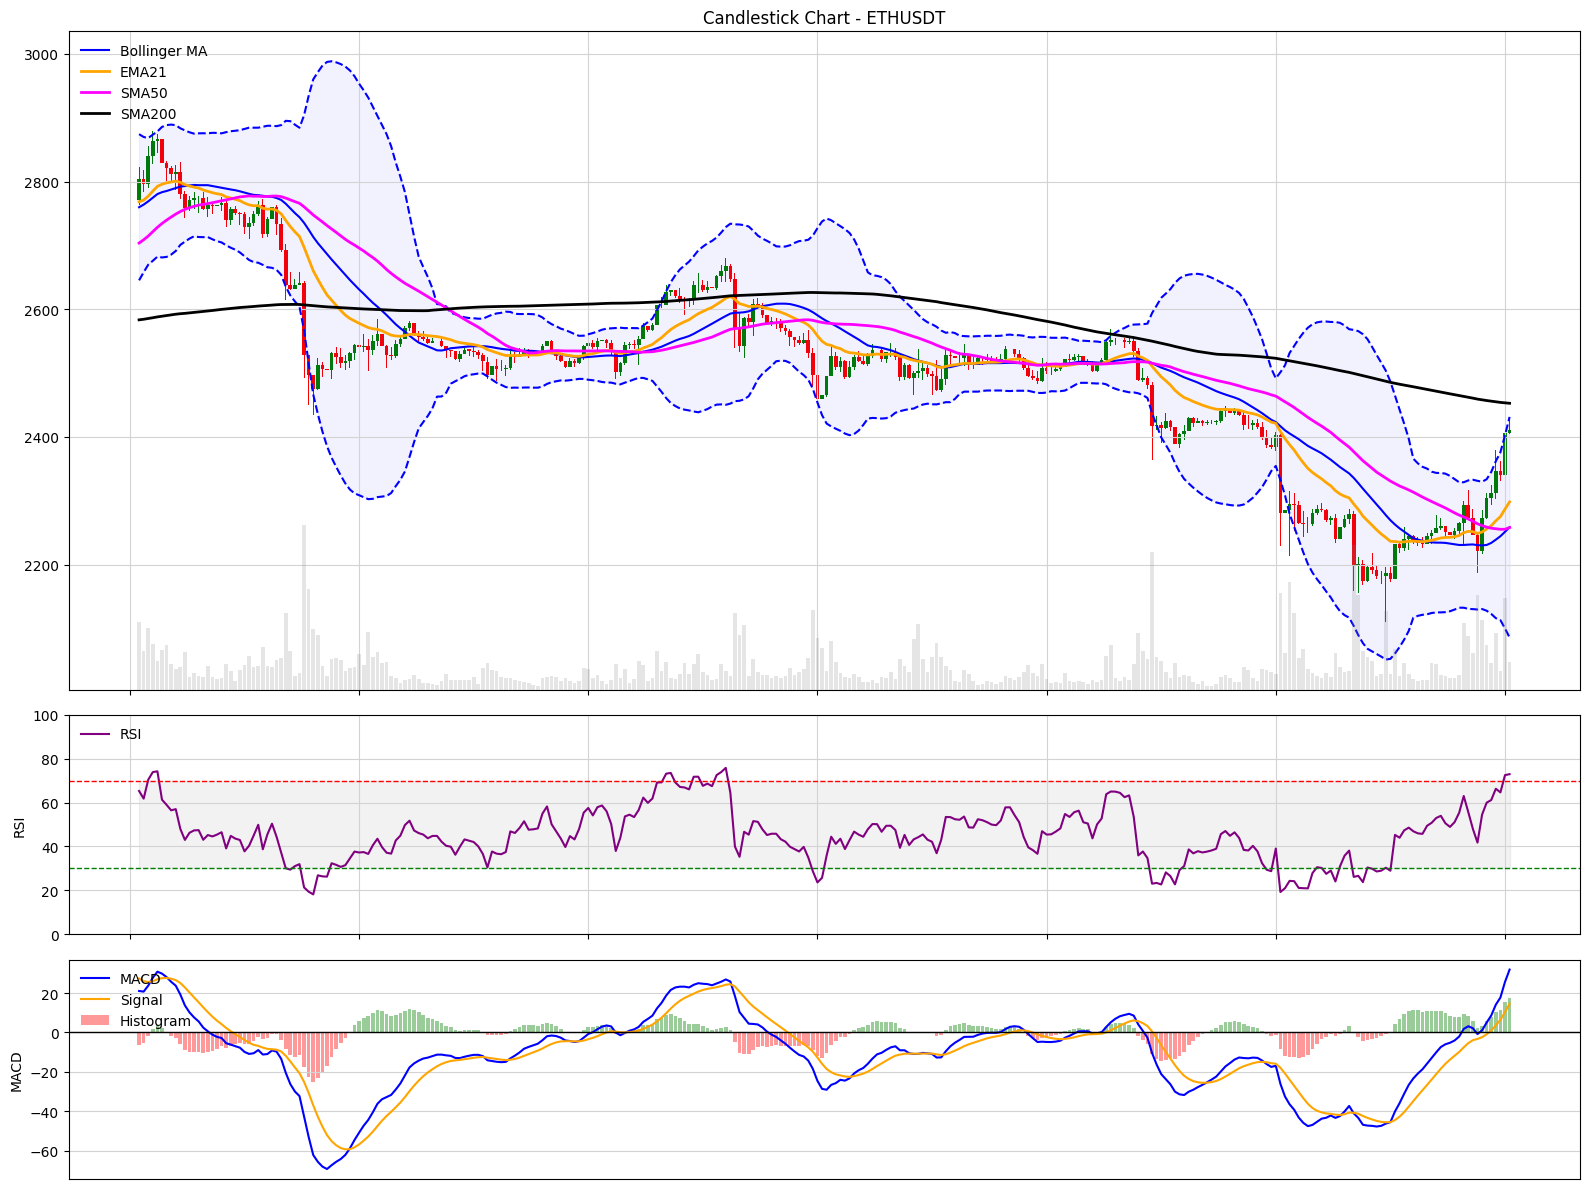 Candlestick Chart - ETHUSDT
3000
2800
2600
2400
2200
Bollinger MA
EMA21
SMA50
SMA200
100
80
60
40
20
0
RSI
RSI
20
0
−20
−40
−60
MACD
MACD
Signal
Histogram